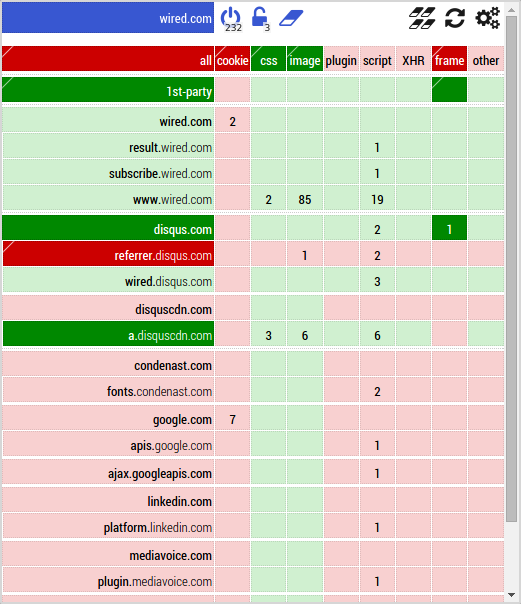 wired.com 232 3
all cookie css image plugin script XHR frame other
1st-party
wired.com 2
result.wired.com 1
subscribe.wired.com 1
www.wired.com 2 85 19
disqus.com 2 1
referrer.disqus.com 1 2
wired.disqus.com 3
disquscdn.com
a.disquscdn.com 3 6 6
condenast.com
fonts.condenast.com 2
google.com 7
apis.google.com 1
ajax.googleapis.com 1
linkedin.com
platform.linkedin.com 1
mediavoice.com
plugin.mediavoice.com 1